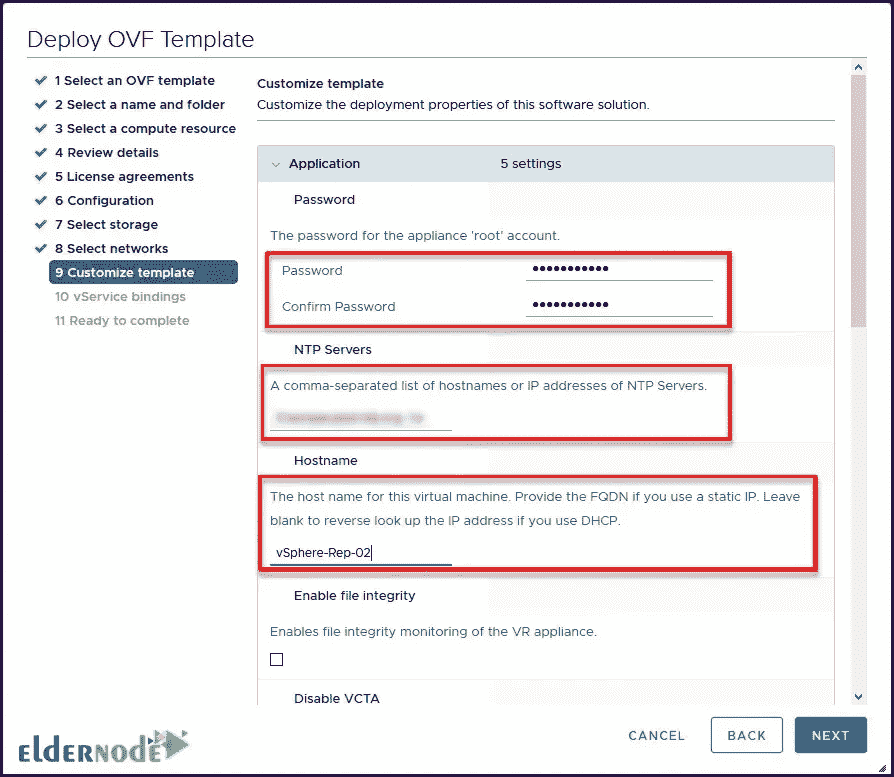 Deploy OVF Template
1 Select an OVF template
2 Select a name and folder
3 Select a compute resource
4 Review details
5 License agreements
6 Configuration
7 Select storage
8 Select networks
9 Customize template
10 vService bindings
11 Ready to complete
Customize template
Customize the deployment properties of this software solution.
Application 5 settings
Password
The password for the appliance 'root' account.
Password •••••••••••
Confirm Password •••••••••••
NTP Servers
A comma-separated list of hostnames or IP addresses of NTP Servers.
Hostname
The host name for this virtual machine. Provide the FQDN if you use a static IP. Leave
blank to reverse look up the IP address if you use DHCP.
vSphere-Rep-02
Enable file integrity
Enables file integrity monitoring of the VR appliance.
Disable VCTA
ELDERNODE
CANCEL BACK NEXT